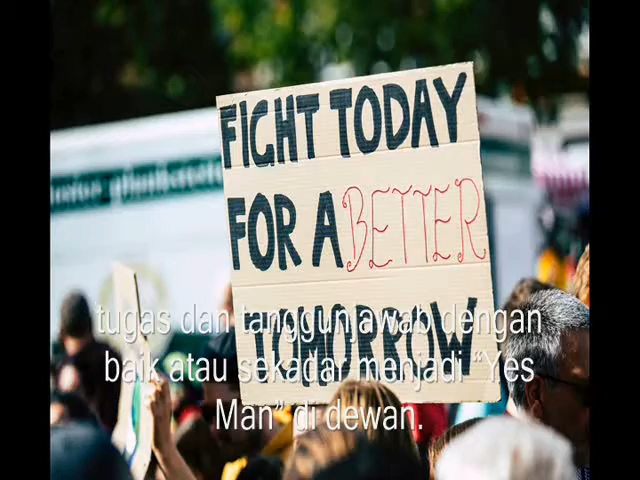 FIGHT TODAY
FOR A BETTER
TOMORROW
tugas dan tanggungjawab dengan
baik atau sekadar menjadi “Yes
Man” di dewan.